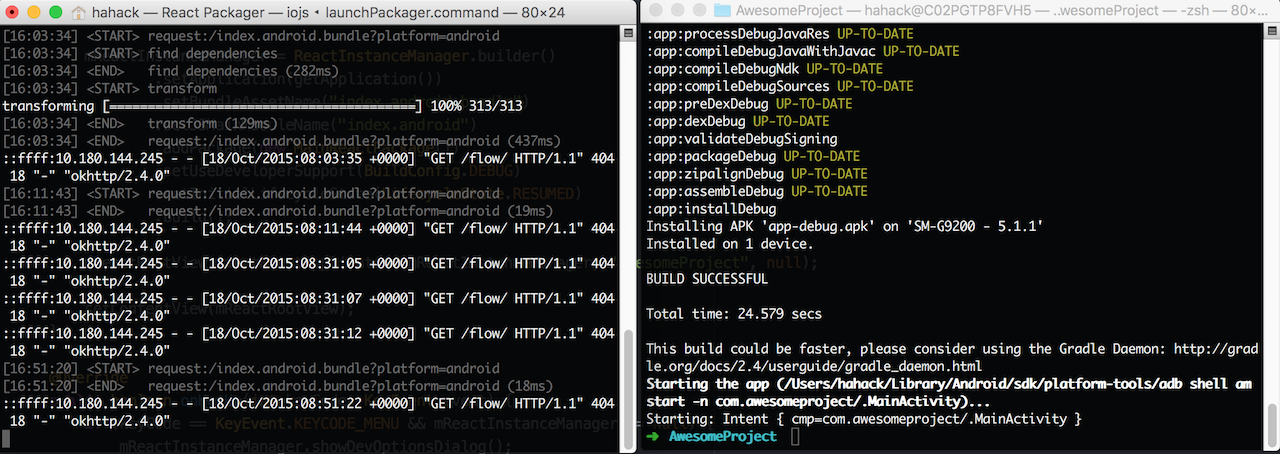 hahack — React Packager — iojs • launchPackager.command — 80×24
[16:03:34] <START> request:/index.android.bundle?platform=android
[16:03:34] <START> find dependencies
[16:03:34] <END>   find dependencies (282ms)
[16:03:34] <START> transform
transforming [========================================] 100% 313/313
[16:03:34] <END>   transform (129ms)
[16:03:34] <END>   request:/index.android.bundle?platform=android (437ms)
::ffff:10.180.144.245 - - [18/Oct/2015:08:03:35 +0000] "GET /flow/ HTTP/1.1" 404
18 "-" "okhttp/2.4.0"
[16:11:43] <START> request:/index.android.bundle?platform=android
[16:11:43] <END>   request:/index.android.bundle?platform=android (19ms)
::ffff:10.180.144.245 - - [18/Oct/2015:08:11:44 +0000] "GET /flow/ HTTP/1.1" 404
18 "-" "okhttp/2.4.0"
::ffff:10.180.144.245 - - [18/Oct/2015:08:31:05 +0000] "GET /flow/ HTTP/1.1" 404
18 "-" "okhttp/2.4.0"
::ffff:10.180.144.245 - - [18/Oct/2015:08:31:07 +0000] "GET /flow/ HTTP/1.1" 404
18 "-" "okhttp/2.4.0"
::ffff:10.180.144.245 - - [18/Oct/2015:08:31:12 +0000] "GET /flow/ HTTP/1.1" 404
18 "-" "okhttp/2.4.0"
[16:51:20] <START> request:/index.android.bundle?platform=android
[16:51:20] <END>   request:/index.android.bundle?platform=android (18ms)
::ffff:10.180.144.245 - - [18/Oct/2015:08:51:22 +0000] "GET /flow/ HTTP/1.1" 404
18 "-" "okhttp/2.4.0"
mReactInstanceManager.showDevOptionsDialog();
AwesomeProject — hahack@C02PGTP8FVH5 — ..wesomeProject — -zsh — 80×...
:app:processDebugJavaRes UP-TO-DATE
:app:compileDebugJavaWithJavac UP-TO-DATE
:app:compileDebugNdk UP-TO-DATE
:app:compileDebugSources UP-TO-DATE
:app:preDexDebug UP-TO-DATE
:app:dexDebug UP-TO-DATE
:app:validateDebugSigning
:app:packageDebug UP-TO-DATE
:app:zipalignDebug UP-TO-DATE
:app:assembleDebug UP-TO-DATE
:app:installDebug
Installing APK 'app-debug.apk' on 'SM-G9200 - 5.1.1'
Installed on 1 device.
BUILD SUCCESSFUL
Total time: 24.579 secs
This build could be faster, please consider using the Gradle Daemon: http://grad
le.org/docs/2.4/userguide/gradle_daemon.html
Starting the app (/Users/hahack/Library/Android/sdk/platform-tools/adb shell am
start -n com.awesomeproject/.MainActivity)...
Starting: Intent { cmp=com.awesomeproject/.MainActivity }
➜ AwesomeProject